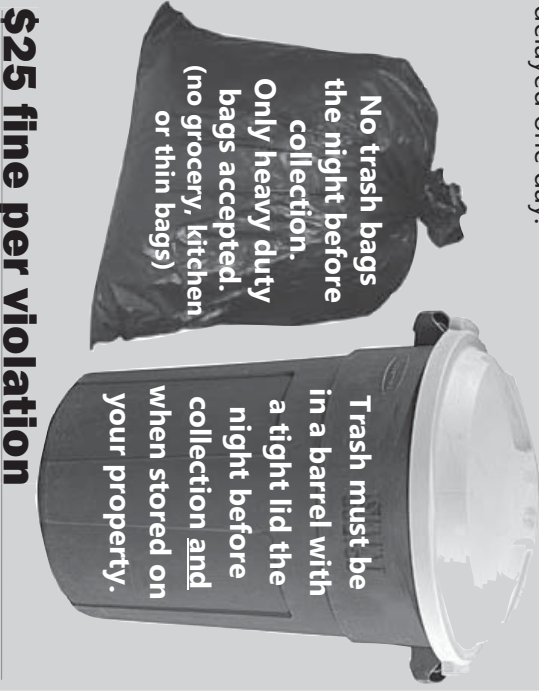 delayed one day.
No trash bags
the night before
collection.
Only heavy duty
bags accepted.
(no grocery, kitchen
or thin bags)
Trash must be
in a barrel with
a tight lid the
night before
collection and
when stored on
your property.
$25 fine per violation